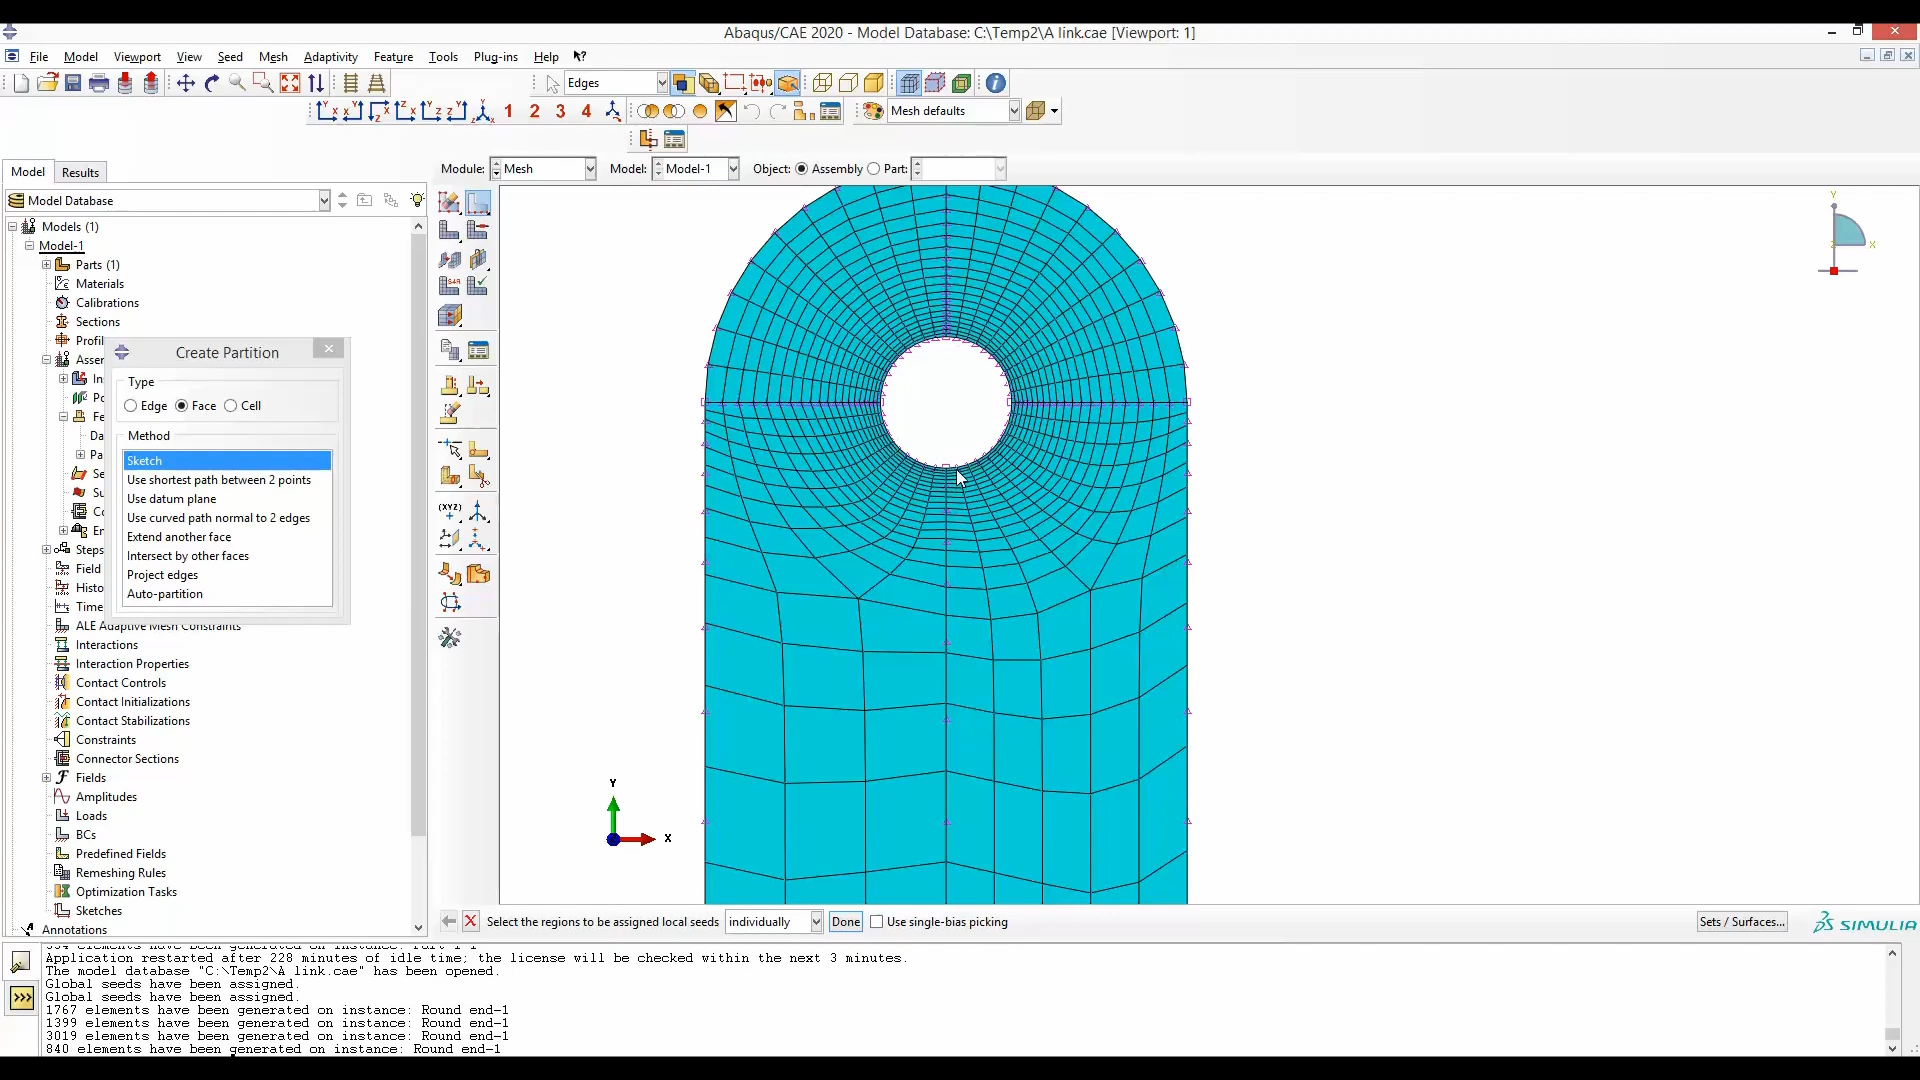 Abaqus/CAE 2020 - Model Database: C:\Temp2\A link.cae [Viewport: 1]
File Model Viewport View Seed Mesh Adaptivity Feature Tools Plug-ins Help
Edges
1 2 3 4 Mesh defaults
Module: Mesh Model: Model-1 Object: Assembly Part:
Model Results
Model Database
Models (1)
Model-1
Parts (1)
Materials
Calibrations
Sections
Profil
Create Partition
Asser
Type
In
Edge Face Cell
Po
Fe
Method
Da
Sketch
Pa
Use shortest path between 2 points
Se
Use datum plane
Su
Use curved path normal to 2 edges
Co
Extend another face
En
Intersect by other faces
Steps
Project edges
Field
Auto-partition
Histo
Time
ALE Adaptive Mesh Constraints
Interactions
Interaction Properties
Contact Controls
Contact Initializations
Contact Stabilizations
Constraints
Connector Sections
Fields
Amplitudes
Loads
BCs
Predefined Fields
Remeshing Rules
Optimization Tasks
Sketches
Annotations
Y
X
Y
X
Select the regions to be assigned local seeds individually Done Use single-bias picking Sets / Surfaces... SIMULIA
Application restarted after 228 minutes of idle time; the license will be checked within the next 3 minutes.
The model database "C:\Temp2\A link.cae" has been opened.
Global seeds have been assigned.
Global seeds have been assigned.
1767 elements have been generated on instance: Round end-1
1399 elements have been generated on instance: Round end-1
3019 elements have been generated on instance: Round end-1
840 elements have been generated on instance: Round end-1